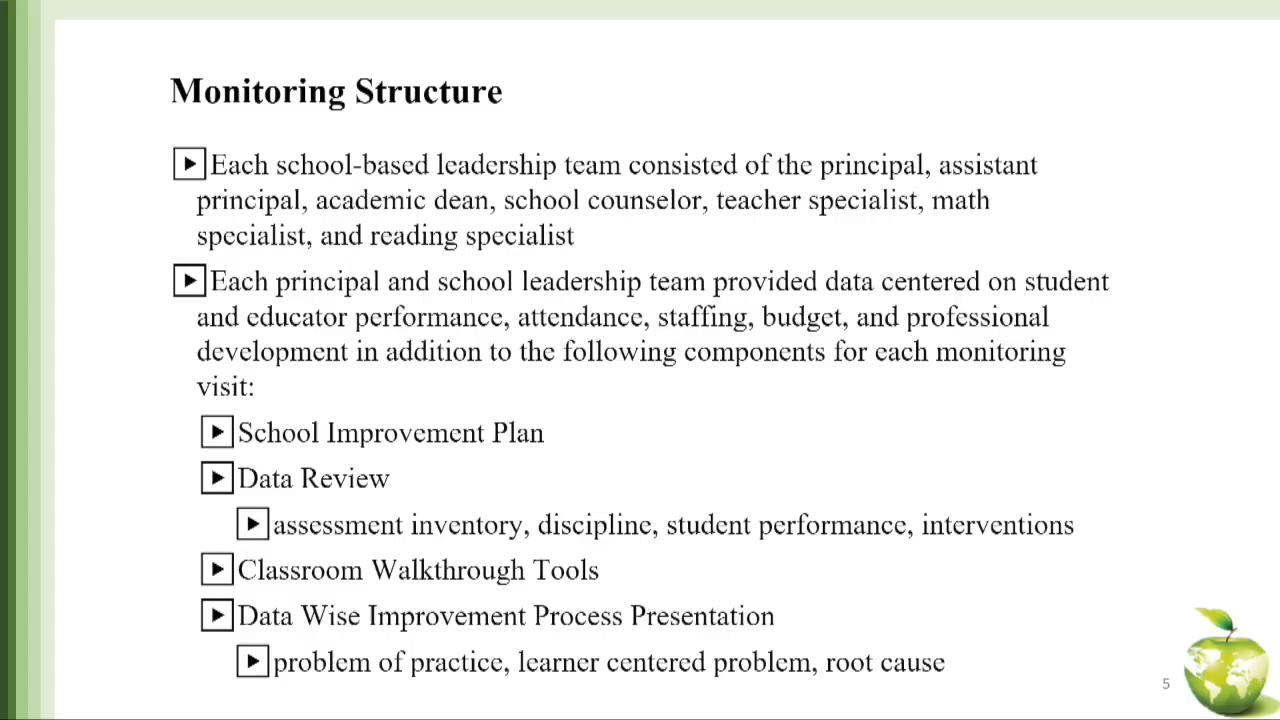 Monitoring Structure
Each school-based leadership team consisted of the principal, assistant
principal, academic dean, school counselor, teacher specialist, math
specialist, and reading specialist
Each principal and school leadership team provided data centered on student
and educator performance, attendance, staffing, budget, and professional
development in addition to the following components for each monitoring
visit:
School Improvement Plan
Data Review
assessment inventory, discipline, student performance, interventions
Classroom Walkthrough Tools
Data Wise Improvement Process Presentation
problem of practice, learner centered problem, root cause
5